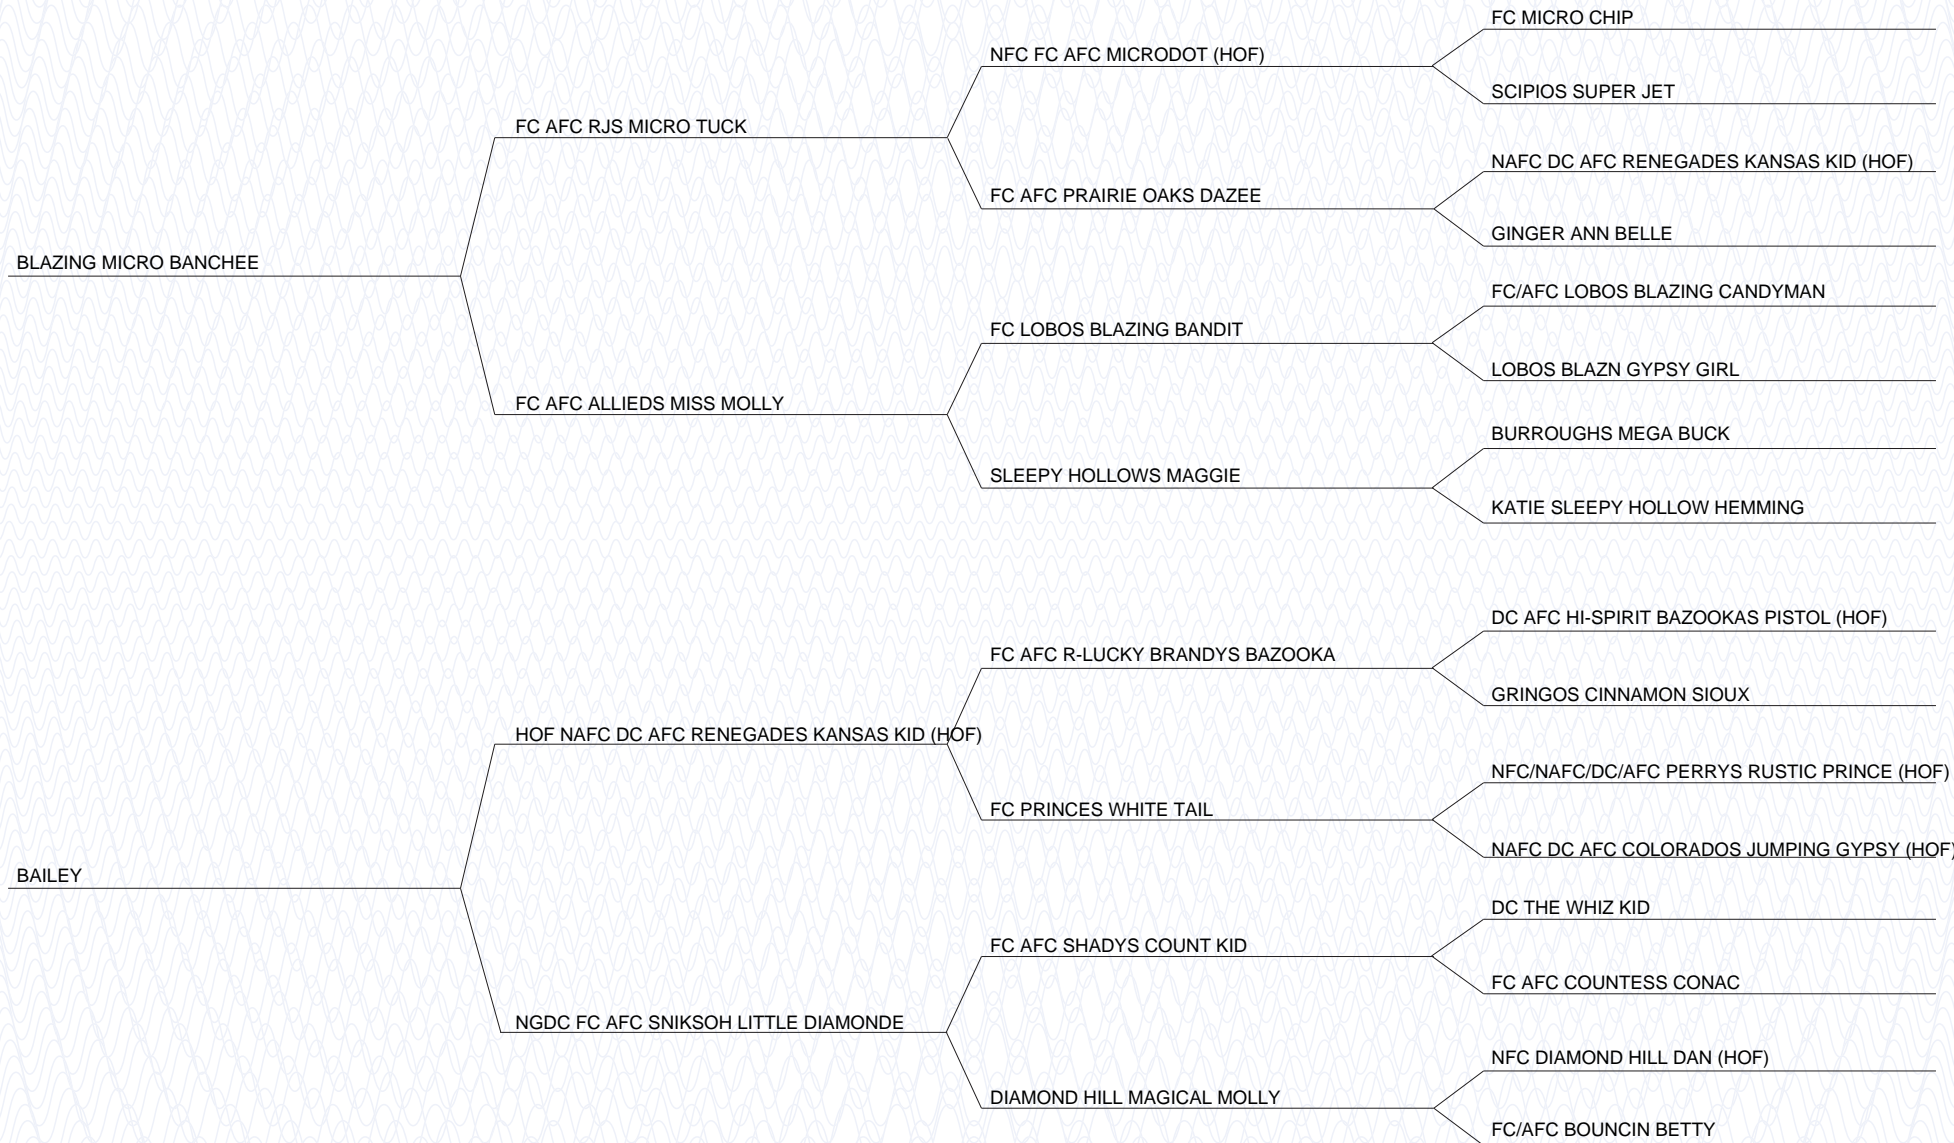 FC MICRO CHIP
NFC FC AFC MICRODOT (HOF)
SCIPIOS SUPER JET
FC AFC RJS MICRO TUCK
NAFC DC AFC RENEGADES KANSAS KID (HOF)
FC AFC PRAIRIE OAKS DAZEE
GINGER ANN BELLE
BLAZING MICRO BANCHEE
FC/AFC LOBOS BLAZING CANDYMAN
FC LOBOS BLAZING BANDIT
LOBOS BLAZN GYPSY GIRL
FC AFC ALLIEDS MISS MOLLY
BURROUGHS MEGA BUCK
SLEEPY HOLLOWS MAGGIE
KATIE SLEEPY HOLLOW HEMMING
DC AFC HI-SPIRIT BAZOOKAS PISTOL (HOF)
FC AFC R-LUCKY BRANDYS BAZOOKA
GRINGOS CINNAMON SIOUX
HOF NAFC DC AFC RENEGADES KANSAS KID (HOF)
NFC/NAFC/DC/AFC PERRYS RUSTIC PRINCE (HOF)
FC PRINCES WHITE TAIL
NAFC DC AFC COLORADOS JUMPING GYPSY (HOF)
BAILEY
DC THE WHIZ KID
FC AFC SHADYS COUNT KID
FC AFC COUNTESS CONAC
NGDC FC AFC SNIKSOH LITTLE DIAMONDE
NFC DIAMOND HILL DAN (HOF)
DIAMOND HILL MAGICAL MOLLY
FC/AFC BOUNCIN BETTY